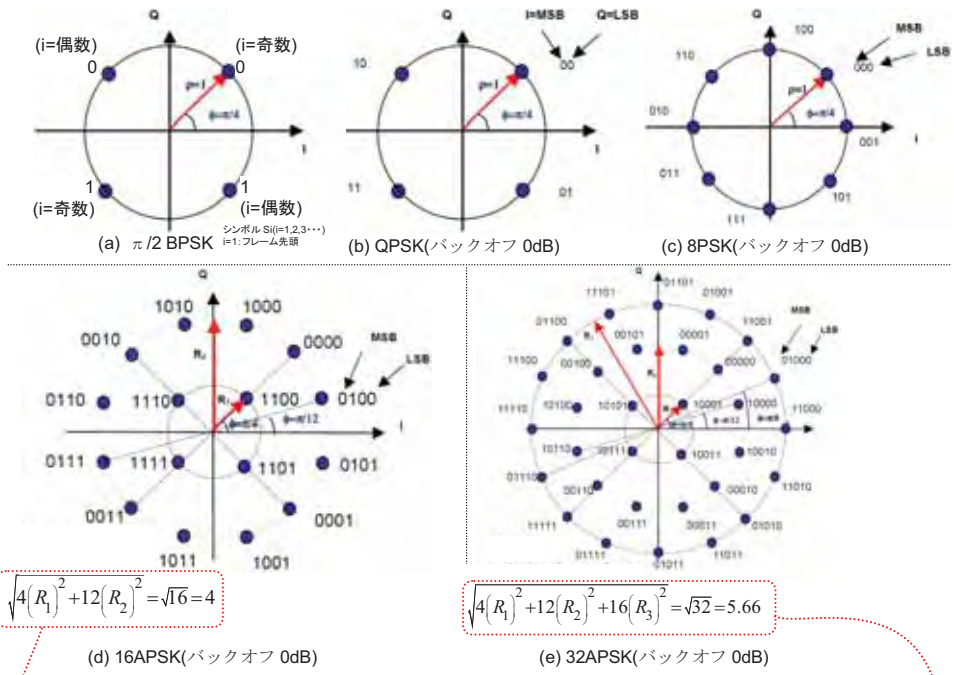 Q
(i=偶数)
0
(i=奇数)
0
ρ=1
ϕ=π/4
I
1
(i=奇数)
1
(i=偶数)
シンボル Si(i=1,2,3・・・)
i=1:フレーム先頭
(a) π/2 BPSK
Q
I=MSB Q=LSB
10
00
ρ=1
ϕ=π/4
I
11
01
(b) QPSK(バックオフ 0dB)
Q
100
MSB
LSB
110
000
ρ=1
ϕ=π/4
010
001
I
011
101
111
(c) 8PSK(バックオフ 0dB)
Q
1010 1000
0010 0000
MSB
LSB
R₂
0110 1110 R₁ 1100 0100
ϕ=π/4 ϕ=π/12
I
0111 1111 1101 0101
0011 0001
1011 1001
√4(R₁)²+12(R₂)² =√16=4
(d) 16APSK(バックオフ 0dB)
Q
11101 01101 01001
01100 00101 00001 11001
MSB
LSB
11100 00100 00000 01000
11110 10100 10101 10001 10000 11000
I
10110 10111 10011 10010
01110 00110 00010 11010
11111 00111 00011 01010
01111 01011 11011
√4(R₁)²+12(R₂)²+16(R₃)² =√32=5.66
(e) 32APSK(バックオフ 0dB)